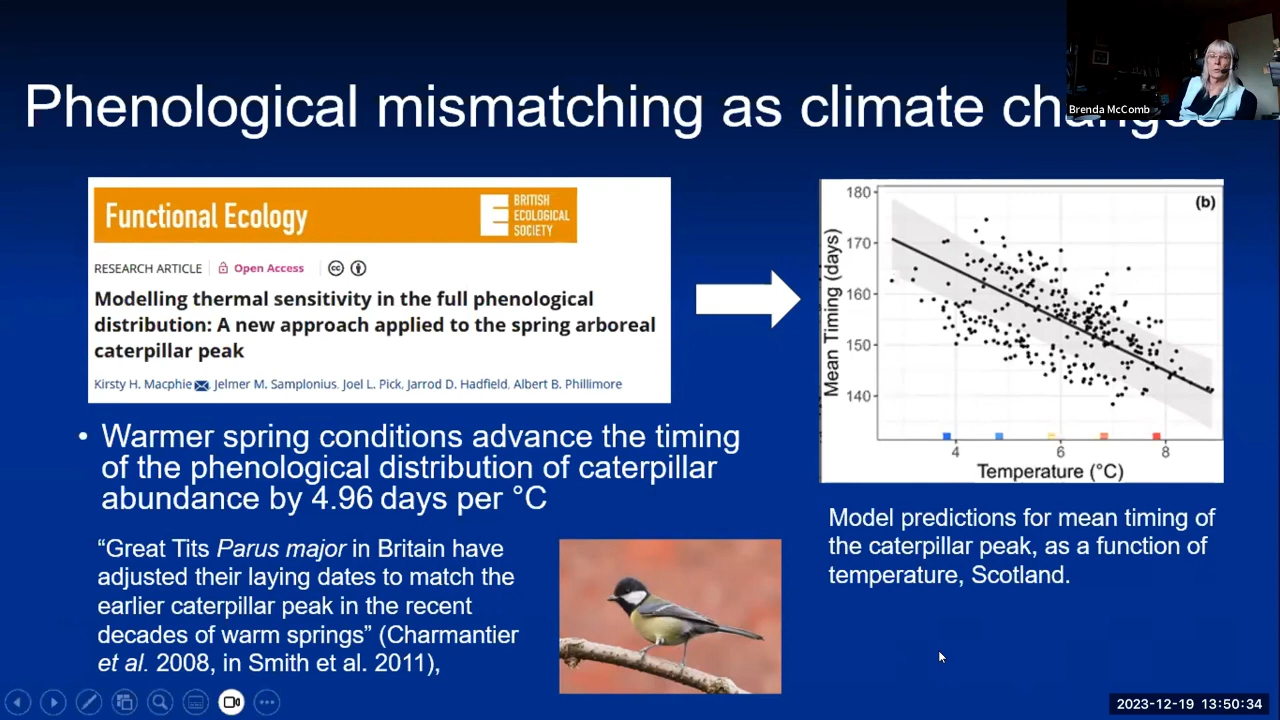 Phenological mismatching as climate changes
Brenda McComb
Functional Ecology
BRITISH
ECOLOGICAL
SOCIETY
RESEARCH ARTICLE
Open Access
cc
Modelling thermal sensitivity in the full phenological
distribution: A new approach applied to the spring arboreal
caterpillar peak
Kirsty H. Macphie, Jelmer M. Samplonius, Joel L. Pick, Jarrod D. Hadfield, Albert B. Phillimore
(b)
Mean Timing (days)
180
170
160
150
140
4 6 8
Temperature (°C)
• Warmer spring conditions advance the timing
of the phenological distribution of caterpillar
abundance by 4.96 days per °C
“Great Tits Parus major in Britain have
adjusted their laying dates to match the
earlier caterpillar peak in the recent
decades of warm springs” (Charmantier
et al. 2008, in Smith et al. 2011),
Model predictions for mean timing of
the caterpillar peak, as a function of
temperature, Scotland.
2023-12-19 13:50:34